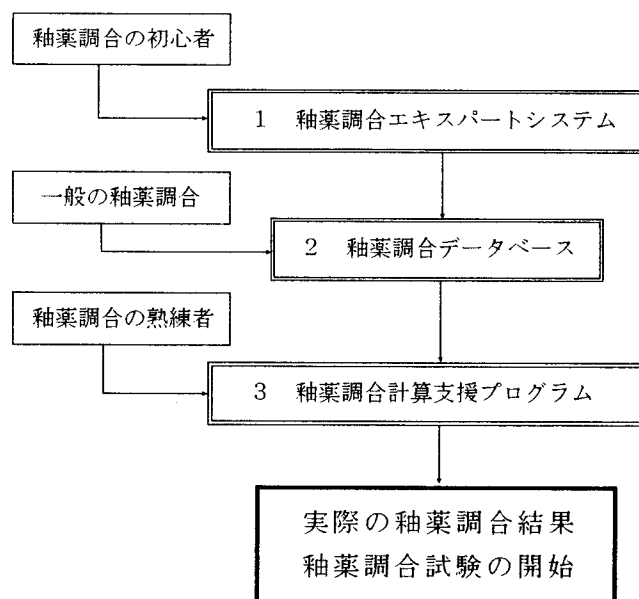 釉薬調合の初心者
1 釉薬調合エキスパートシステム
一般の釉薬調合
2 釉薬調合データベース
釉薬調合の熟練者
3 釉薬調合計算支援プログラム
実際の釉薬調合結果
釉薬調合試験の開始